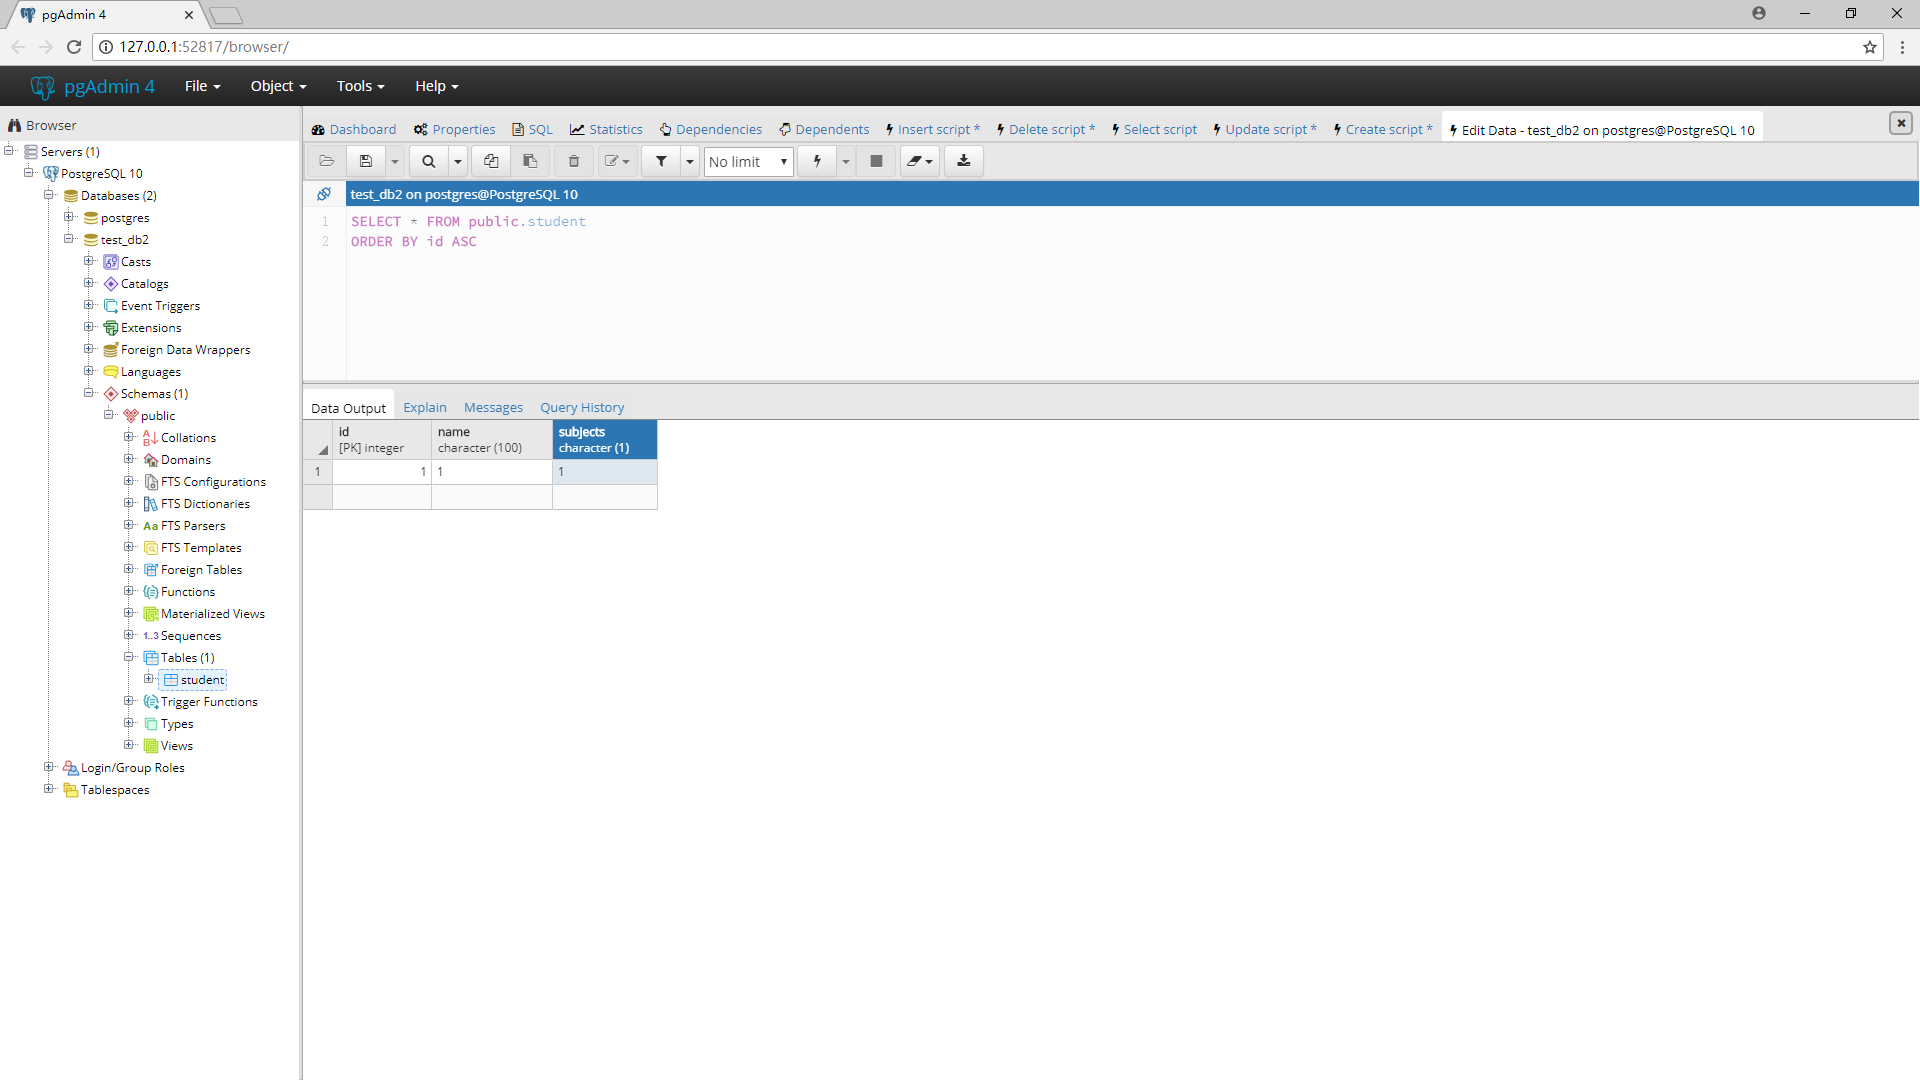 pgAdmin 4
127.0.0.1:52817/browser/
pgAdmin 4 File Object Tools Help
Browser
Servers (1)
PostgreSQL 10
Databases (2)
postgres
test_db2
Casts
Catalogs
Event Triggers
Extensions
Foreign Data Wrappers
Languages
Schemas (1)
public
Collations
Domains
FTS Configurations
FTS Dictionaries
Aa FTS Parsers
FTS Templates
Foreign Tables
Functions
Materialized Views
1..3 Sequences
Tables (1)
student
Trigger Functions
Types
Views
Login/Group Roles
Tablespaces
Dashboard Properties SQL Statistics Dependencies Dependents Insert script * Delete script * Select script Update script * Create script * Edit Data - test_db2 on postgres@PostgreSQL 10
No limit
test_db2 on postgres@PostgreSQL 10
1 SELECT * FROM public.student
2 ORDER BY id ASC
Data Output Explain Messages Query History
id name subjects
[PK] integer character (100) character (1)
1 1 1 1